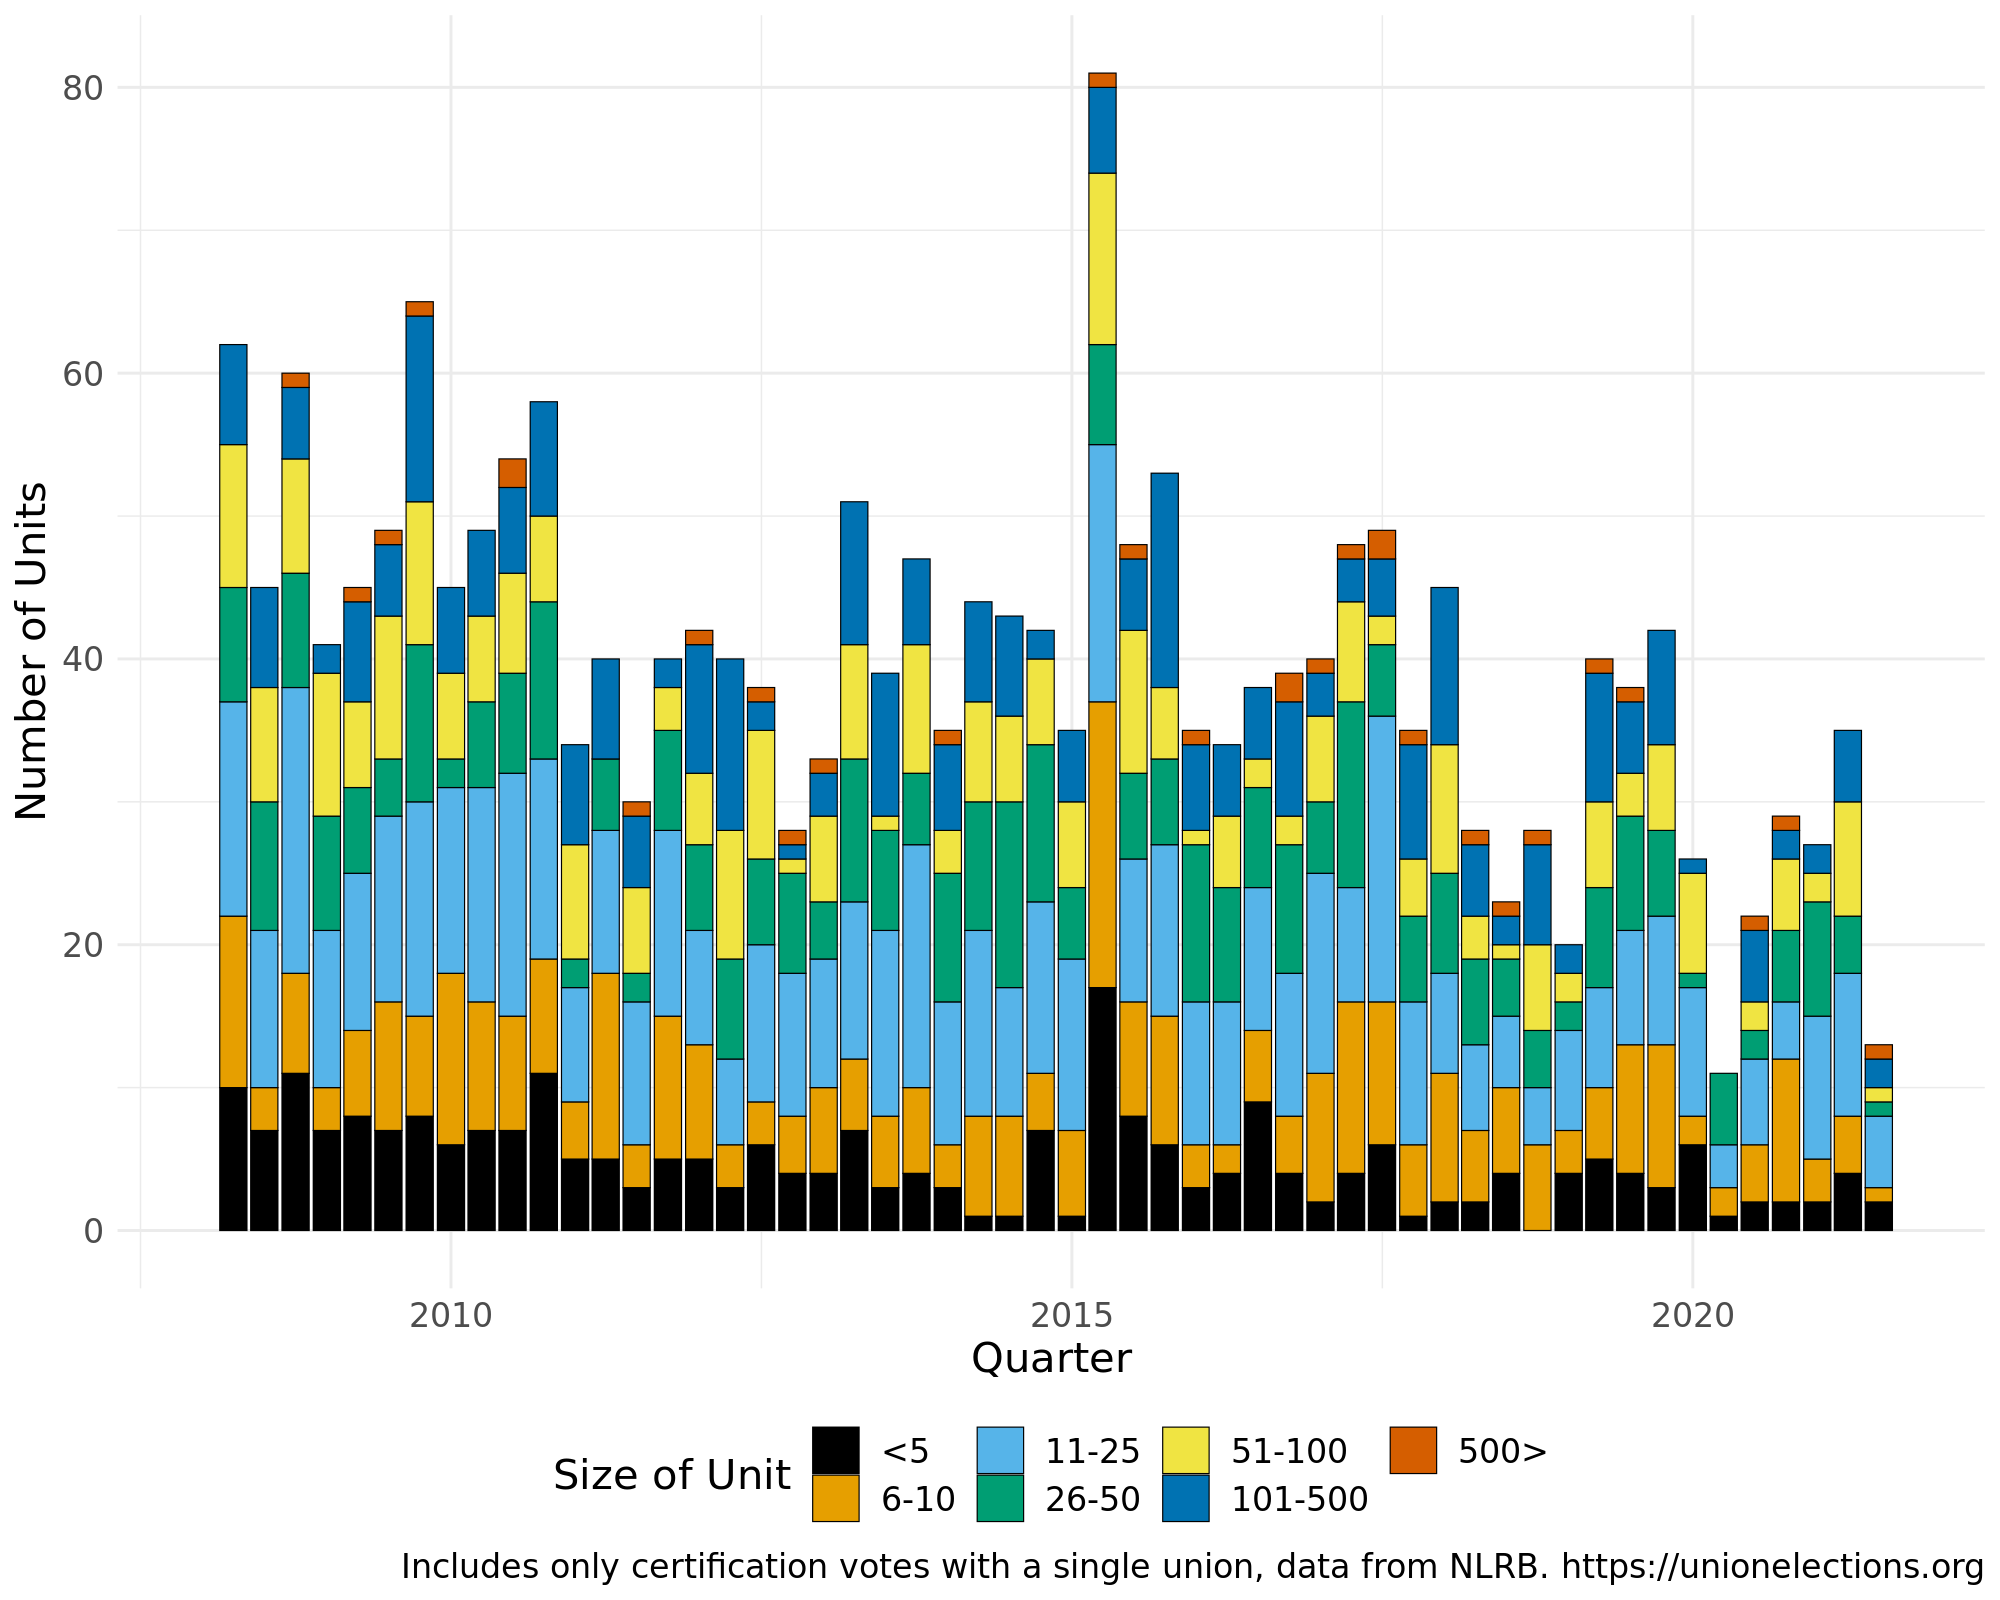 80
60
40
20
0
Number of Units
2010 2015 2020
Quarter
Size of Unit
<5 11-25 51-100 500>
6-10 26-50 101-500
Includes only certification votes with a single union, data from NLRB. https://unionelections.org